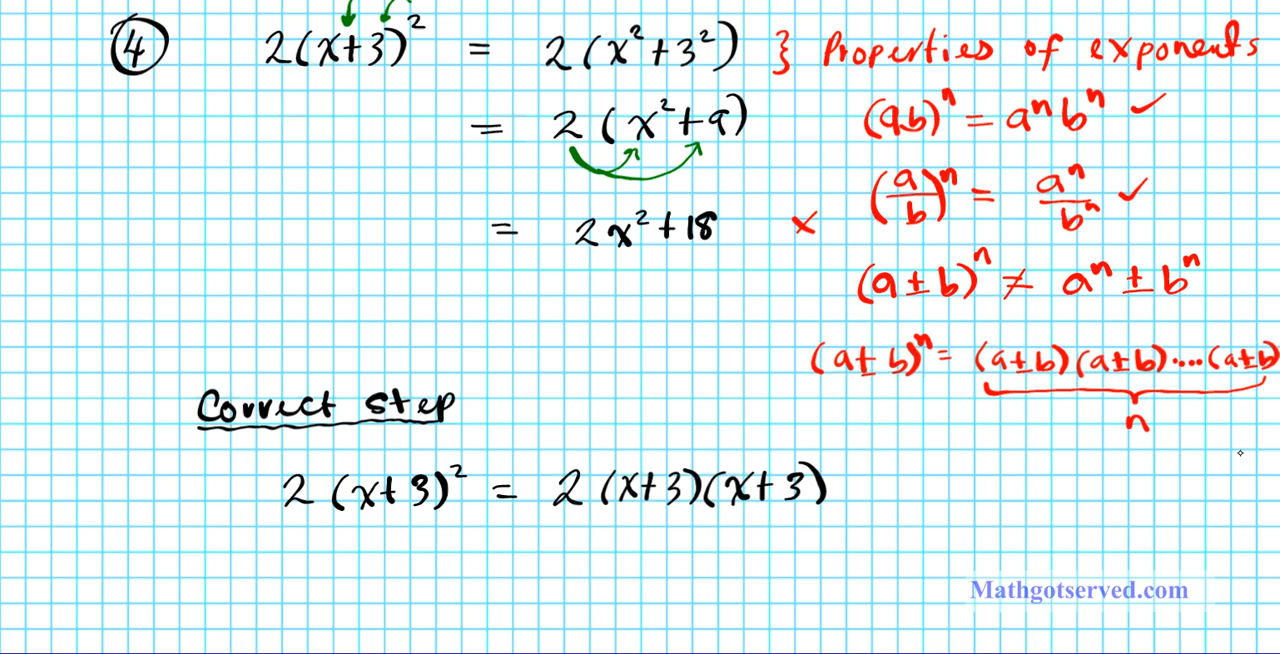 ④ 2(x+3)² = 2(x²+3²) } Properties of exponents
= 2(x²+9) (ab)ⁿ = aⁿbⁿ ✓
= 2x²+18 × (a/b)ⁿ = aⁿ/bⁿ ✓
(a±b)ⁿ ≠ aⁿ ± bⁿ
(a±b)ⁿ = (a±b)(a±b)....(a±b)
n
Correct step
2(x+3)² = 2(x+3)(x+3)
Mathgotserved.com